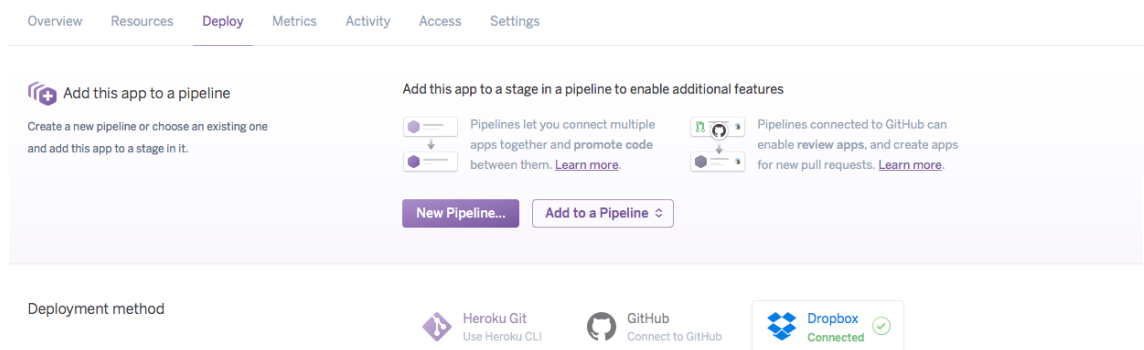 Overview Resources Deploy Metrics Activity Access Settings
Add this app to a pipeline
Create a new pipeline or choose an existing one
and add this app to a stage in it.
Add this app to a stage in a pipeline to enable additional features
Pipelines let you connect multiple
apps together and promote code
between them. Learn more.
Pipelines connected to GitHub can
enable review apps, and create apps
for new pull requests. Learn more.
New Pipeline... Add to a Pipeline
Deployment method
Heroku Git
Use Heroku CLI
GitHub
Connect to GitHub
Dropbox
Connected